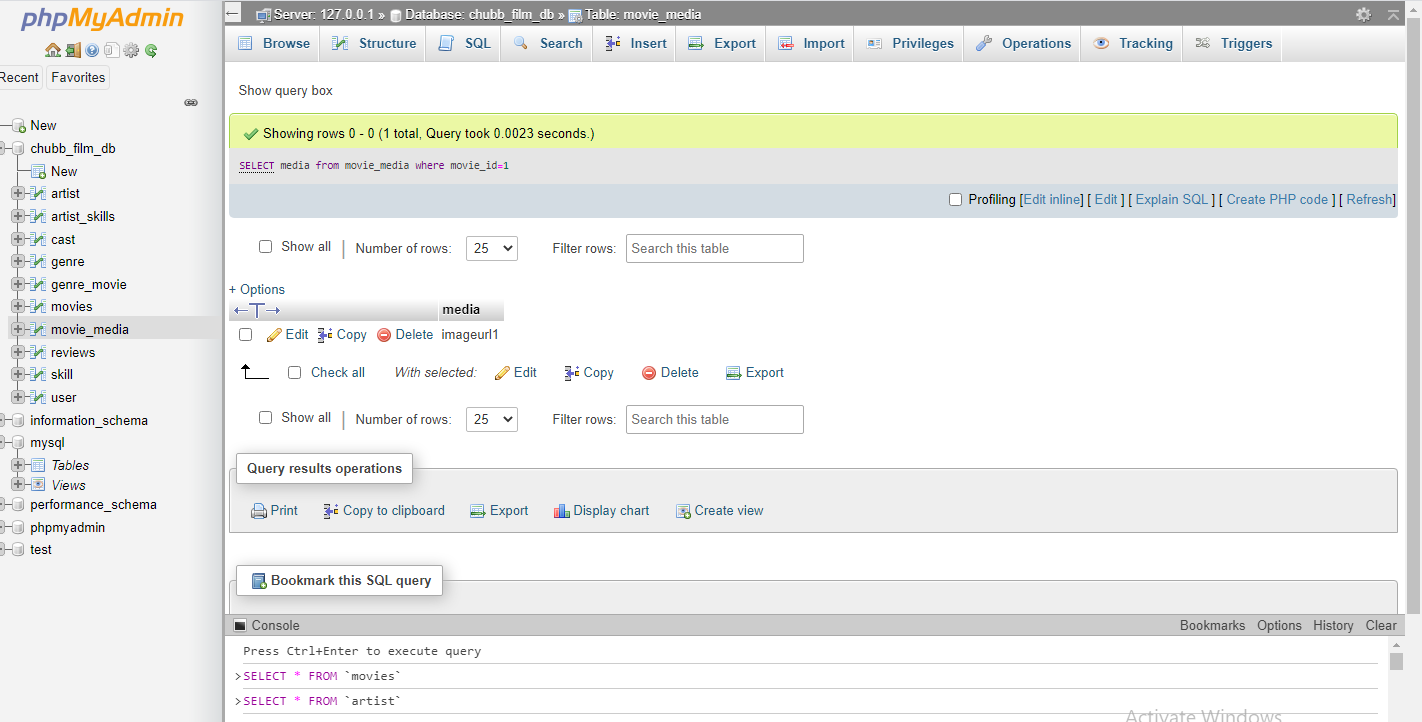 phpMyAdmin
Recent Favorites
New
chubb_film_db
New
artist
artist_skills
cast
genre
genre_movie
movies
movie_media
reviews
skill
user
information_schema
mysql
Tables
Views
performance_schema
phpmyadmin
test
Server: 127.0.0.1 » Database: chubb_film_db » Table: movie_media
Browse Structure SQL Search Insert Export Import Privileges Operations Tracking Triggers
Show query box
Showing rows 0 - 0 (1 total, Query took 0.0023 seconds.)
SELECT media from movie_media where movie_id=1
Profiling [Edit inline] [ Edit ] [ Explain SQL ] [ Create PHP code ] [ Refresh]
Show all | Number of rows: 25 Filter rows: Search this table
+ Options
←T→ media
Edit Copy Delete imageurl1
Check all With selected: Edit Copy Delete Export
Show all | Number of rows: 25 Filter rows: Search this table
Query results operations
Print Copy to clipboard Export Display chart Create view
Bookmark this SQL query
Console Bookmarks Options History Clear
Press Ctrl+Enter to execute query
>SELECT * FROM `movies`
>SELECT * FROM `artist`
Activate Windows